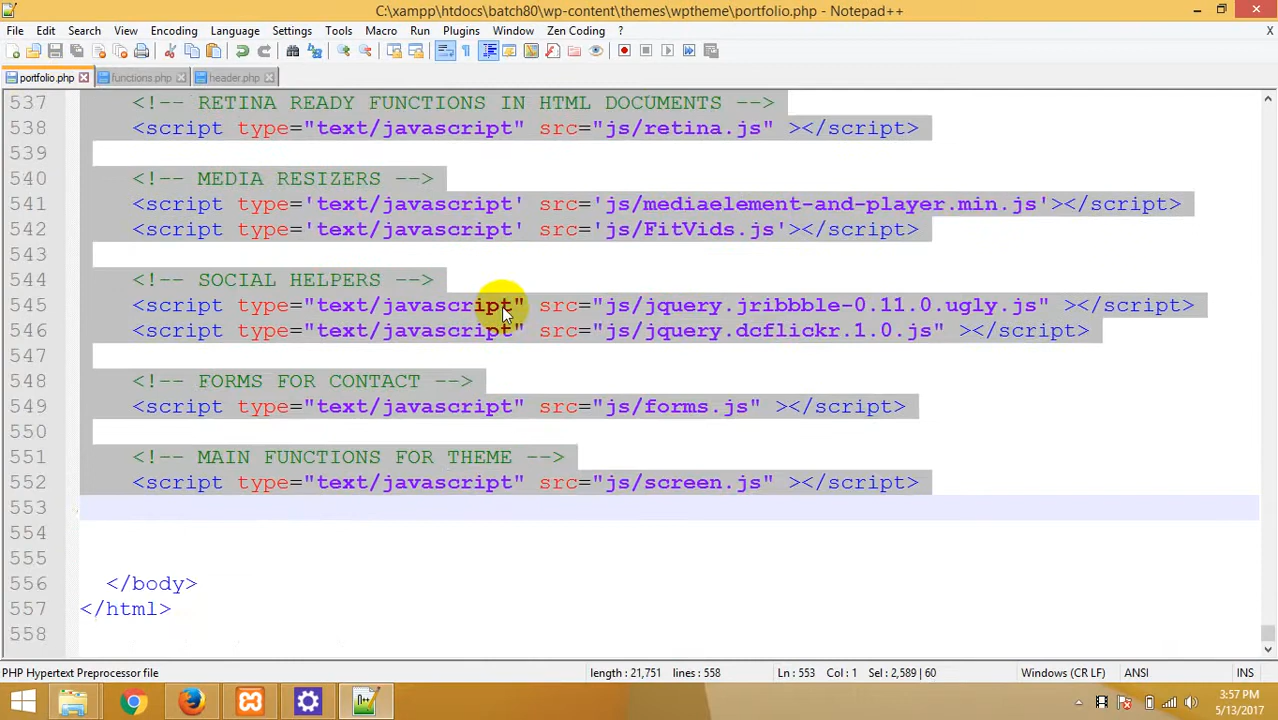 C:\xampp\htdocs\batch80\wp-content\themes\wptheme\portfolio.php - Notepad++
File Edit Search View Encoding Language Settings Tools Macro Run Plugins Window Zen Coding ? X
portfolio.php functions.php header.php
537 <!-- RETINA READY FUNCTIONS IN HTML DOCUMENTS -->
538 <script type="text/javascript" src="js/retina.js" ></script>
539
540 <!-- MEDIA RESIZERS -->
541 <script type='text/javascript' src='js/mediaelement-and-player.min.js'></script>
542 <script type='text/javascript' src='js/FitVids.js'></script>
543
544 <!-- SOCIAL HELPERS -->
545 <script type="text/javascript" src="js/jquery.jribbble-0.11.0.ugly.js" ></script>
546 <script type="text/javascript" src="js/jquery.dcflickr.1.0.js" ></script>
547
548 <!-- FORMS FOR CONTACT -->
549 <script type="text/javascript" src="js/forms.js" ></script>
550
551 <!-- MAIN FUNCTIONS FOR THEME -->
552 <script type="text/javascript" src="js/screen.js" ></script>
553
554
555
556 </body>
557 </html>
558
PHP Hypertext Preprocessor file length : 21,751 lines : 558 Ln : 553 Col : 1 Sel : 2,589 | 60 Windows (CR LF) ANSI INS
3:57 PM
5/13/2017